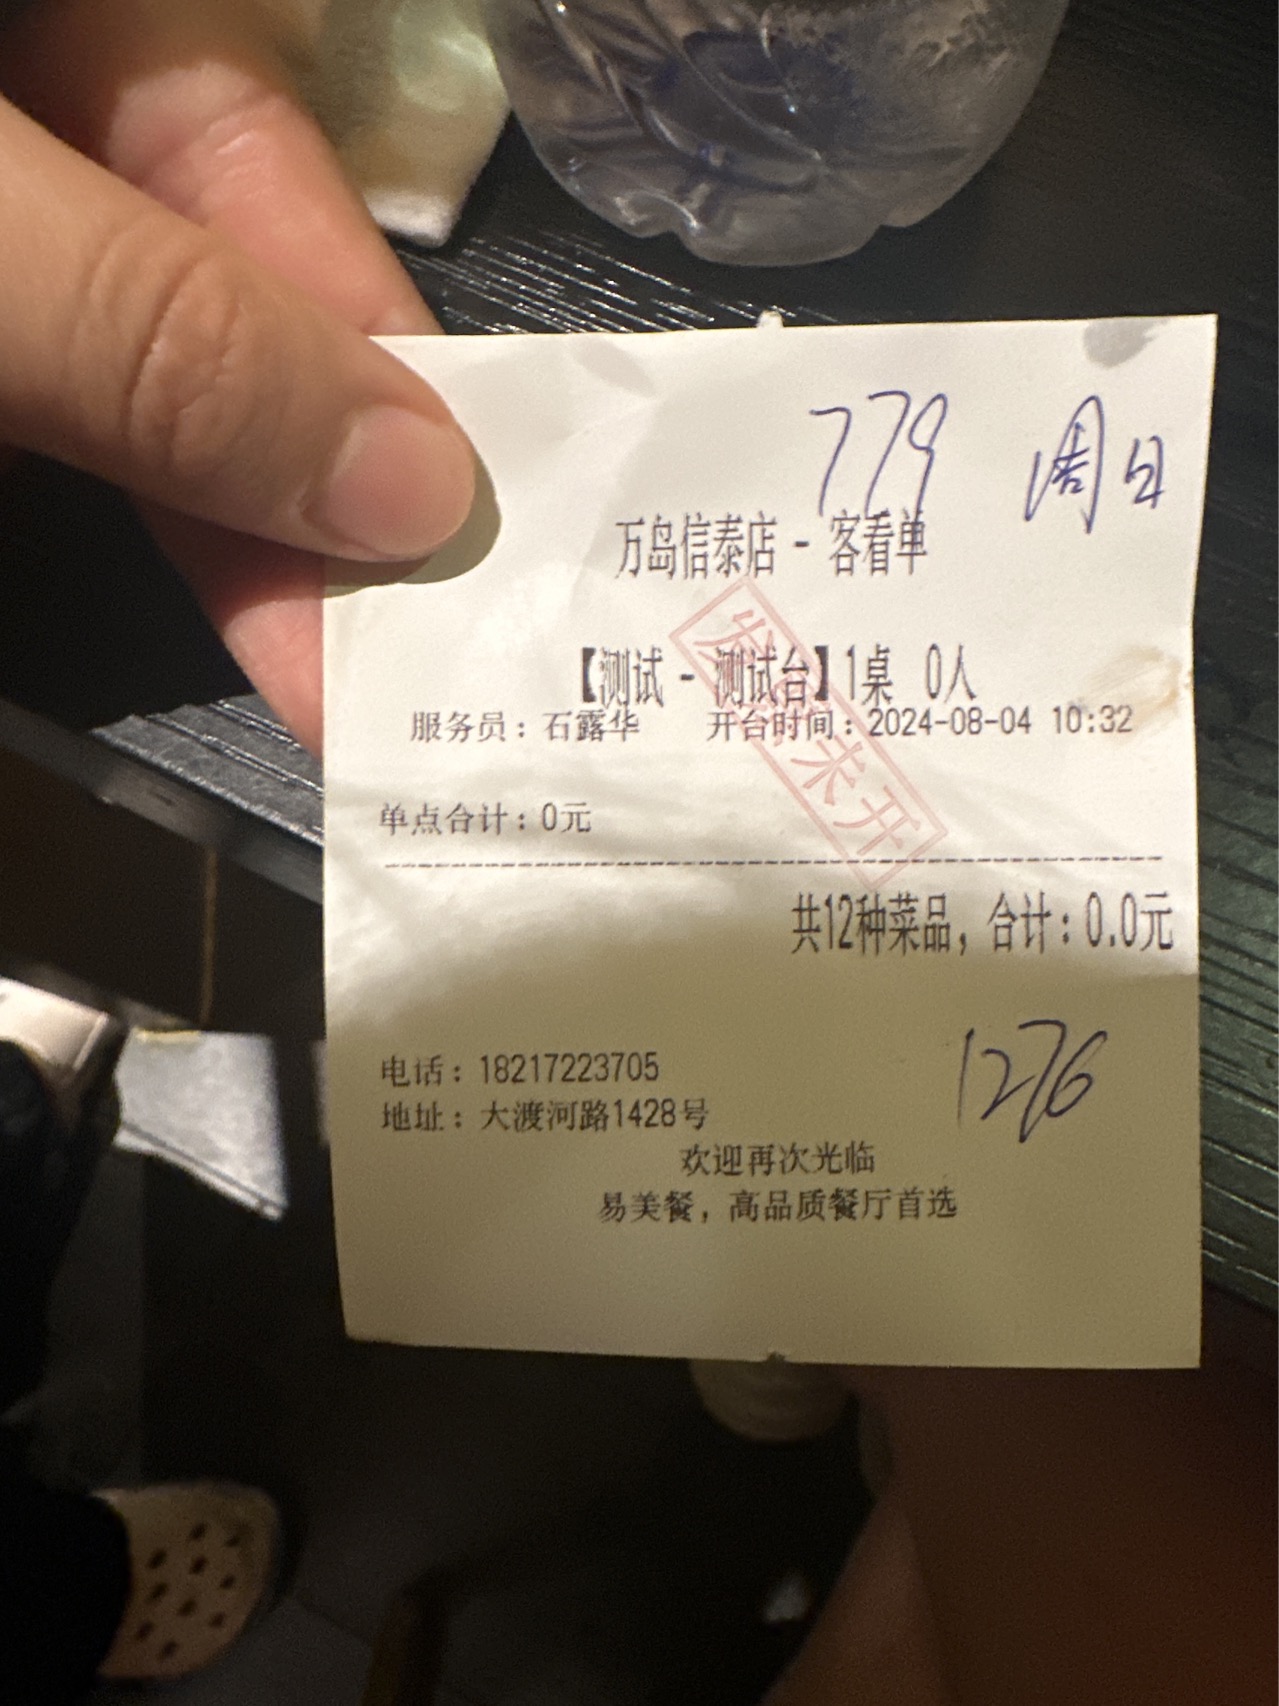 779 周日
万岛信泰店 - 客看单
【测试 - 测试台】1桌 0人
服务员：石露华 开台时间：2024-08-04 10:32
发票未开
单点合计：0元
共12种菜品，合计：0.0元
1276
电话：18217223705
地址：大渡河路1428号
欢迎再次光临
易美餐，高品质餐厅首选